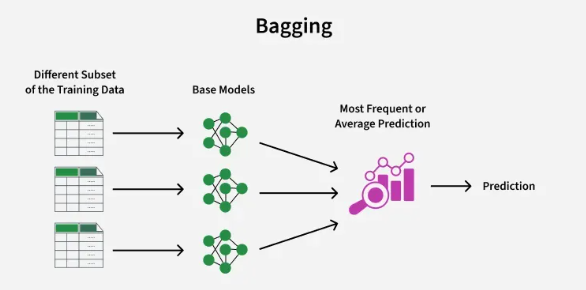 Bagging
Different Subset
of the Training Data
Base Models
Most Frequent or
Average Prediction
Prediction